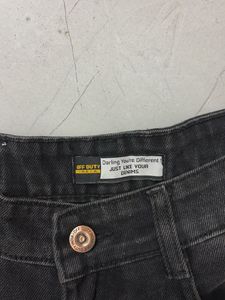 OFF DUTY
Darling You're Different
JUST LIKE YOUR
DENIMS